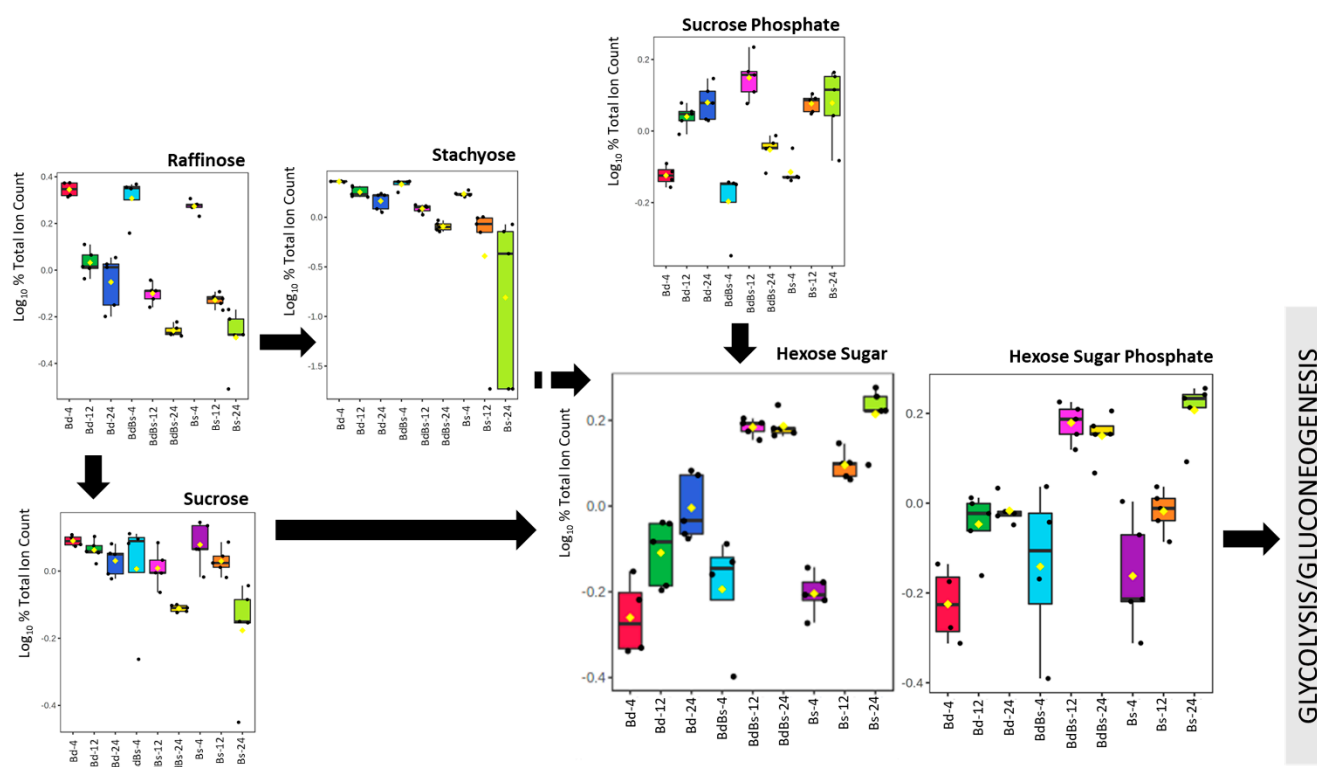 Sucrose Phosphate
Log10 % Total Ion Count
0.2
0.0
-0.2
Bd-4
Bd-12
Bd-24
BdBs-4
BdBs-12
BdBs-24
Bs-4
Bs-12
Bs-24
Raffinose
Log10 % Total Ion Count
0.4
0.2
0.0
-0.2
-0.4
Bd-4
Bd-12
Bd-24
BdBs-4
BdBs-12
BdBs-24
Bs-4
Bs-12
Bs-24
Stachyose
Log10 % Total Ion Count
0.0
-0.5
-1.5
Bd-4
Bd-12
Bd-24
BdBs-4
BdBs-12
BdBs-24
Bs-4
Bs-12
Bs-24
Sucrose
Log10 % Total Ion Count
0.0
-0.2
-0.4
Bd-4
Bd-12
Bd-24
dBs-4
Bs-12
dBs-24
Bs-4
Bs-12
Bs-24
Hexose Sugar
Log10 % Total Ion Count
0.2
0.0
-0.2
-0.4
Bd-4
Bd-12
Bd-24
BdBs-4
BdBs-12
BdBs-24
Bs-4
Bs-12
Bs-24
Hexose Sugar Phosphate
0.2
0.0
-0.2
-0.4
Bd-4
Bd-12
Bd-24
BdBs-4
BdBs-12
BdBs-24
Bs-4
Bs-12
Bs-24
GLYCOLYSIS/GLUCONEOGENESIS